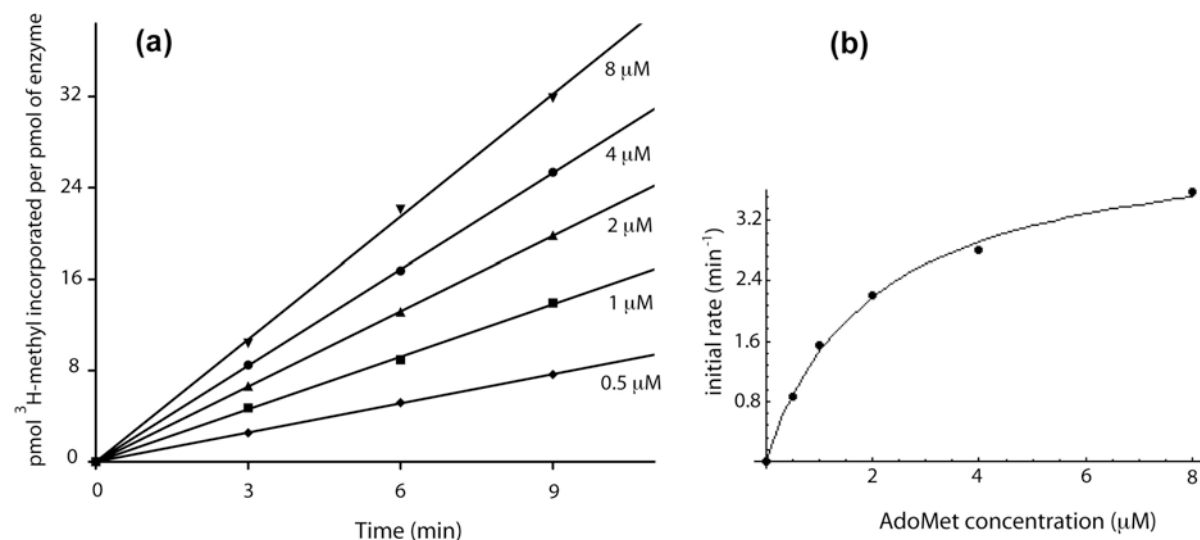 (a)
pmol ³H-methyl incorporated per pmol of enzyme
32
24
16
8
0
0
3
6
9
Time (min)
8 µM
4 µM
2 µM
1 µM
0.5 µM
(b)
initial rate (min⁻¹)
3.2
2.4
1.6
0.8
2
4
6
8
AdoMet concentration (µM)